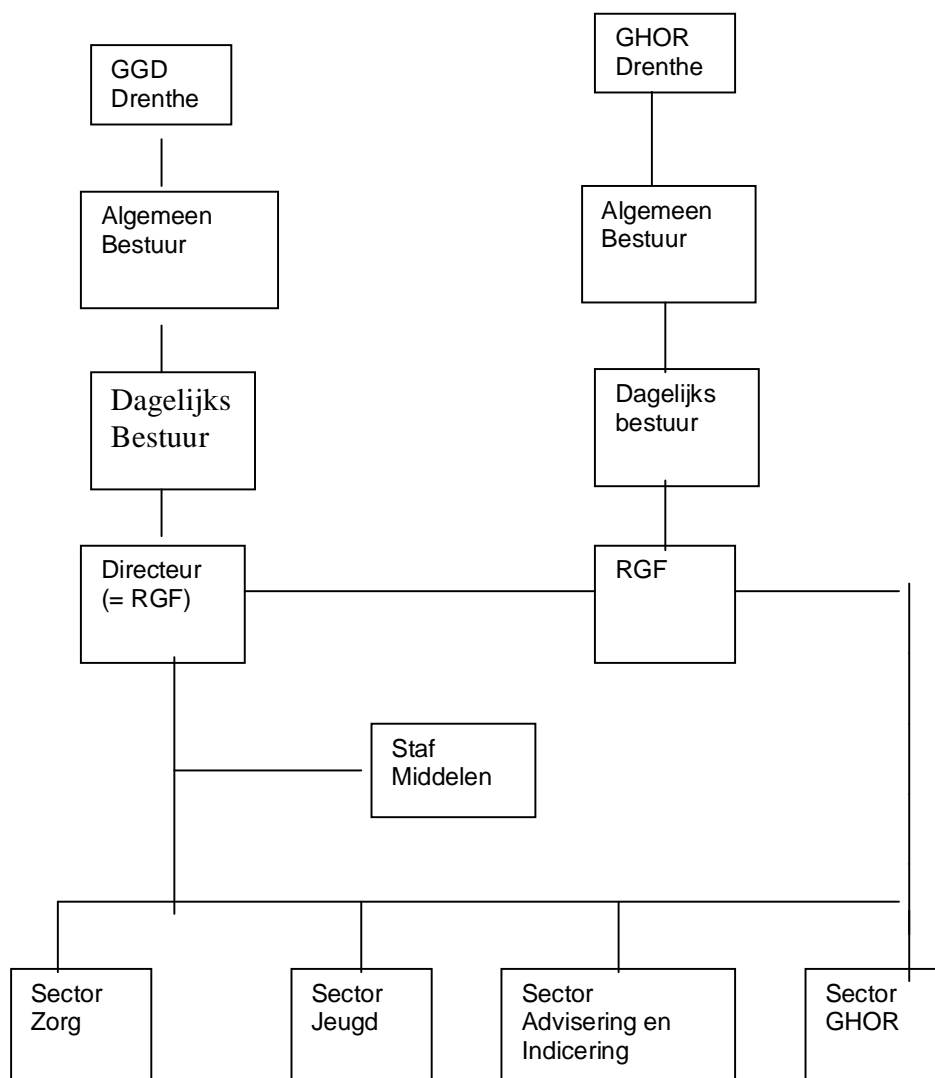 GGD
Drenthe
GHOR
Drenthe
Algemeen
Bestuur
Algemeen
Bestuur
Dagelijks
Bestuur
Dagelijks
bestuur
Directeur
(= RGF)
RGF
Staf
Middelen
Sector
Zorg
Sector
Jeugd
Sector
Advisering en
Indicering
Sector
GHOR